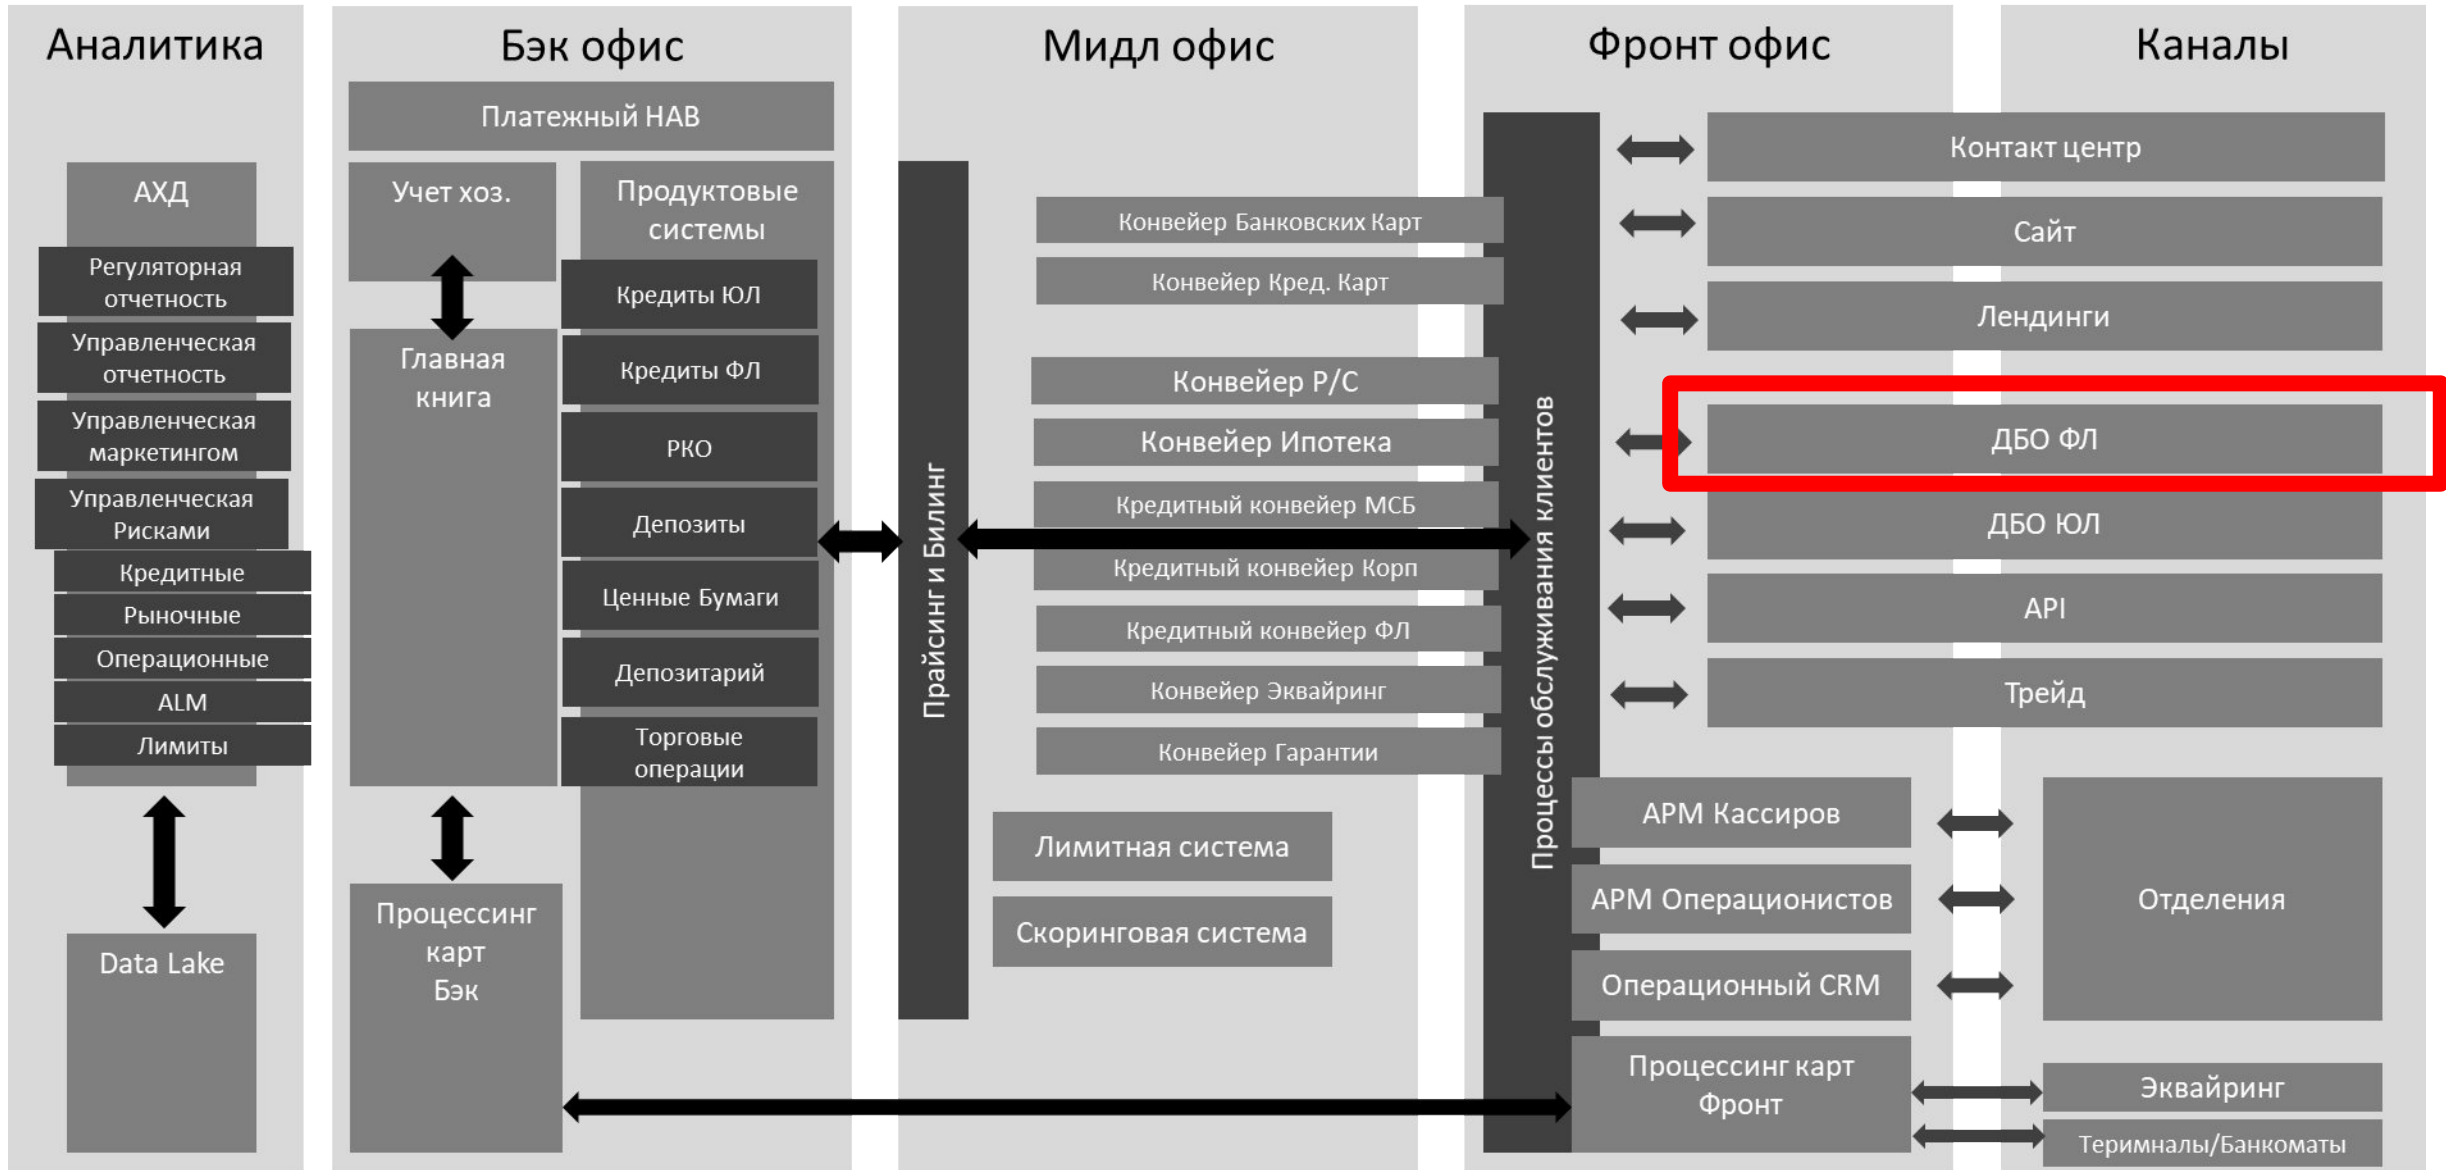 Аналитика
Бэк офис
Мидл офис
Фронт офис
Каналы
АХД
Регуляторная
отчетность
Управленческая
отчетность
Управленческая
маркетингом
Управленческая
Рисками
Кредитные
Рыночные
Операционные
ALM
Лимиты
Data Lake
Платежный НАВ
Учет хоз.
Главная
книга
Процессинг
карт
Бэк
Продуктовые
системы
Кредиты ЮЛ
Кредиты ФЛ
РКО
Депозиты
Ценные Бумаги
Депозитарий
Торговые
операции
Прайсинг и Билинг
Конвейер Банковских Карт
Конвейер Кред. Карт
Конвейер Р/С
Конвейер Ипотека
Кредитный конвейер МСБ
Кредитный конвейер Корп
Кредитный конвейер ФЛ
Конвейер Эквайринг
Конвейер Гарантии
Лимитная система
Скоринговая система
Процессы обслуживания клиентов
Контакт центр
Сайт
Лендинги
ДБО ФЛ
ДБО ЮЛ
API
Трейд
АРМ Кассиров
АРМ Операционистов
Операционный CRM
Процессинг карт
Фронт
Отделения
Эквайринг
Теримналы/Банкоматы